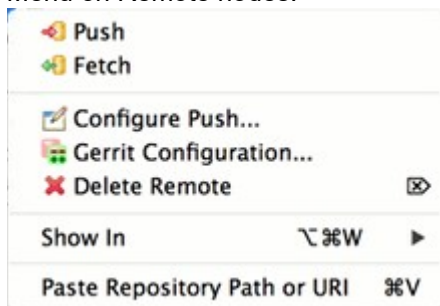 menu on Remote nodes:
Push
Fetch
Configure Push...
Gerrit Configuration...
Delete Remote ⌦
Show In ⌥⌘W ▶
Paste Repository Path or URI ⌘V